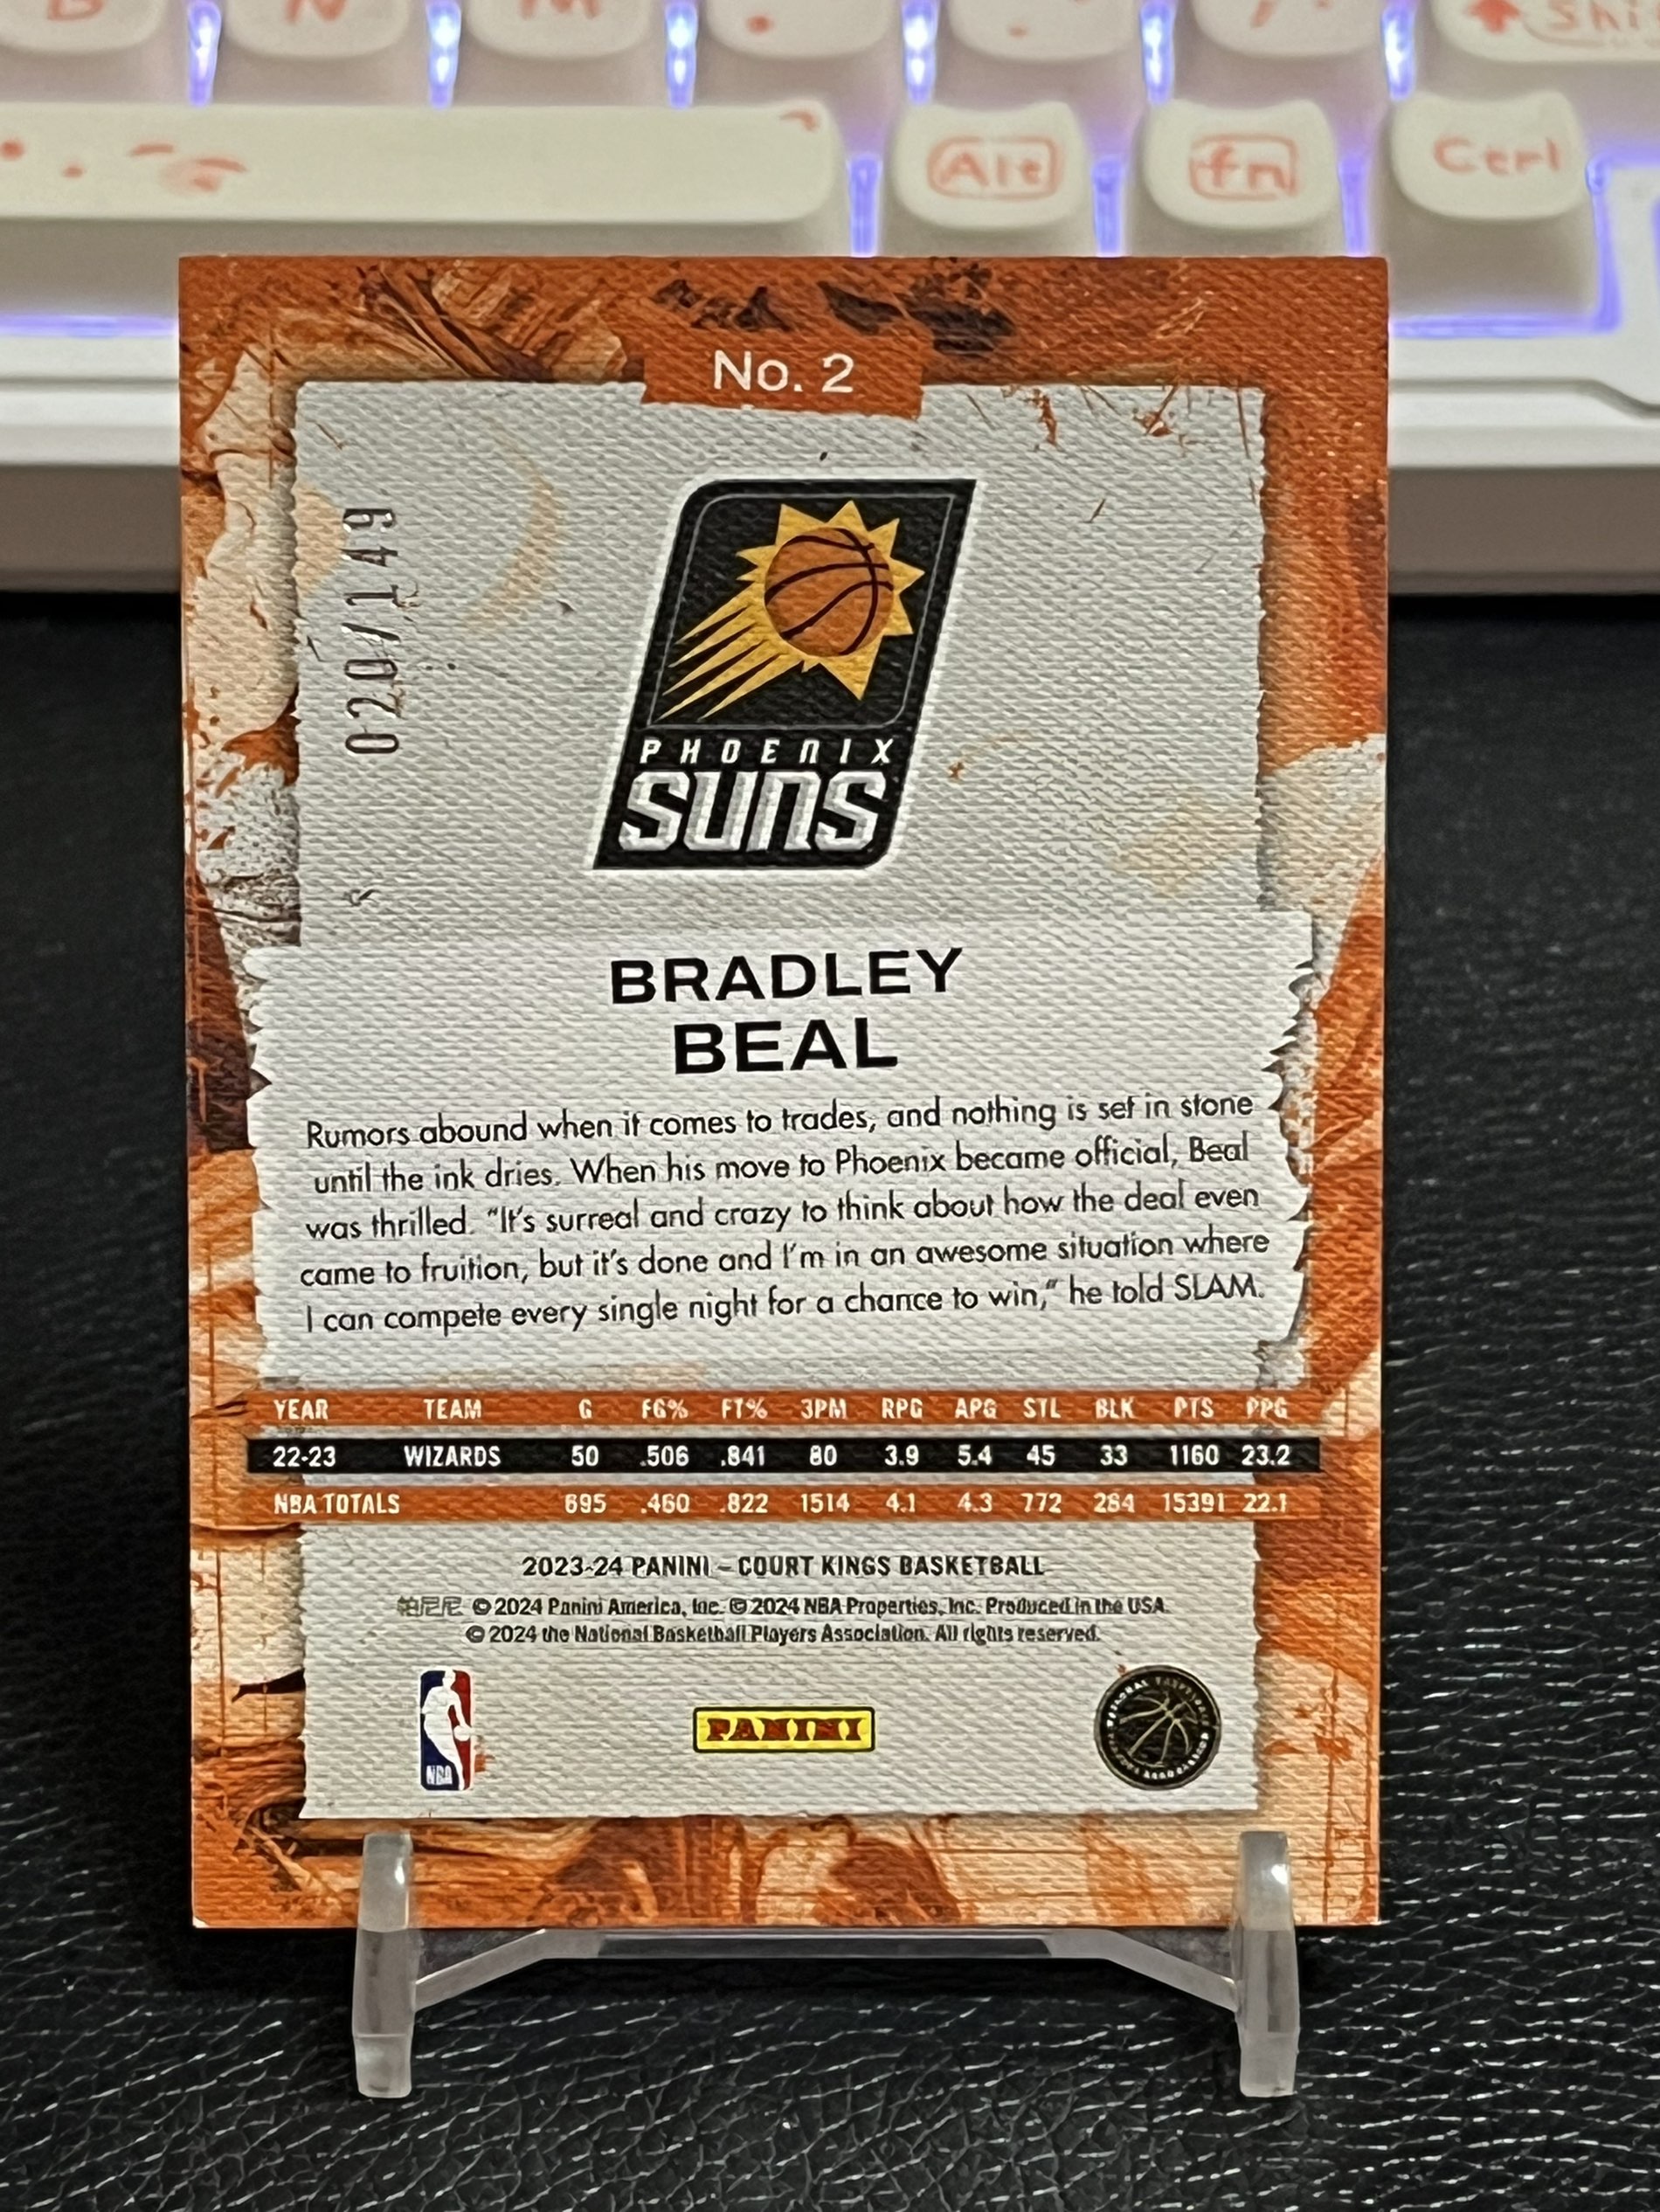 B N M
Shi
Alt fn Ctrl
No. 2
020/149
PHOENIX
SUNS
BRADLEY
BEAL
Rumors abound when it comes to trades, and nothing is set in stone
until the ink dries. When his move to Phoenix became official, Beal
was thrilled. "It's surreal and crazy to think about how the deal even
came to fruition, but it's done and I'm in an awesome situation where
I can compete every single night for a chance to win," he told SLAM.
YEAR TEAM G FG% FT% 3PM RPG APG STL BLK PTS PPG
22-23 WIZARDS 50 .506 .841 80 3.9 5.4 45 33 1160 23.2
NBA TOTALS 695 .460 .822 1514 4.1 4.3 772 284 15391 22.1
2023-24 PANINI – COURT KINGS BASKETBALL
帕尼尼 © 2024 Panini America, Inc. © 2024 NBA Properties, Inc. Produced in the USA.
© 2024 the National Basketball Players Association. All rights reserved.
NBA
PANINI